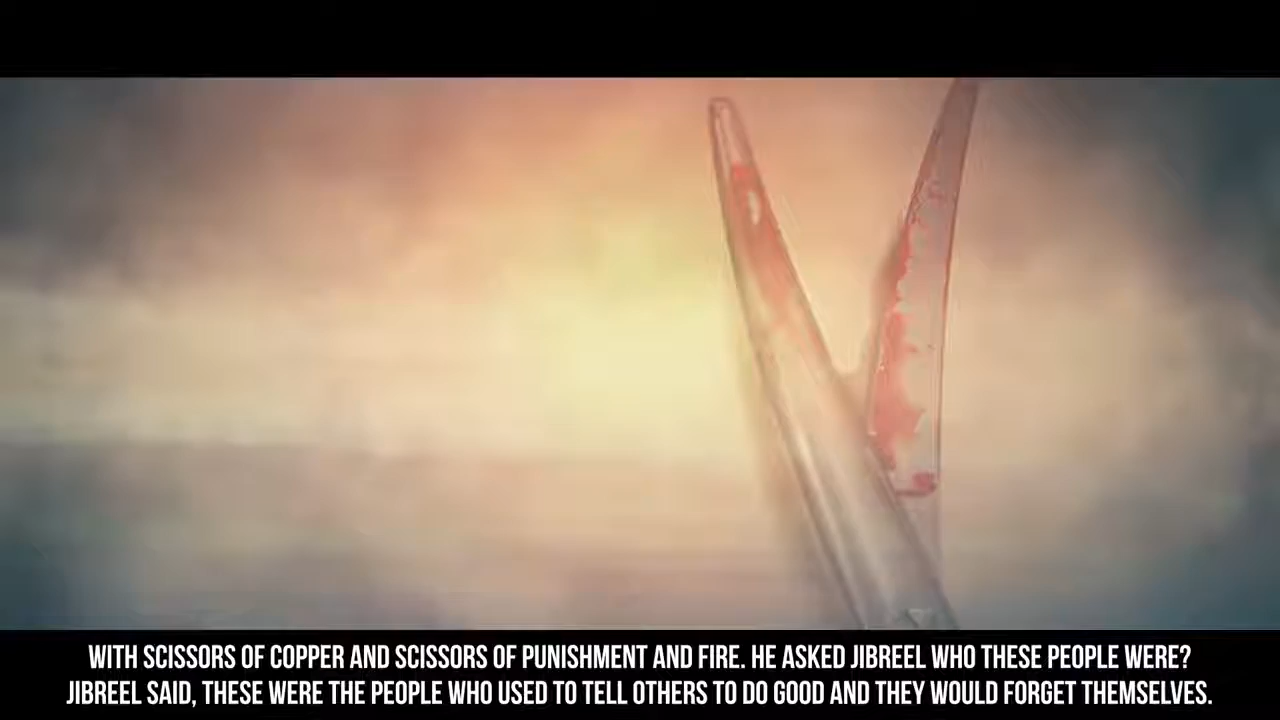 WITH SCISSORS OF COPPER AND SCISSORS OF PUNISHMENT AND FIRE. HE ASKED JIBREEL WHO THESE PEOPLE WERE?
JIBREEL SAID, THESE WERE THE PEOPLE WHO USED TO TELL OTHERS TO DO GOOD AND THEY WOULD FORGET THEMSELVES.